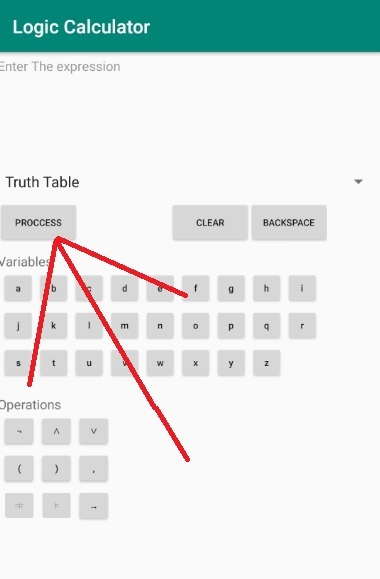 Logic Calculator
Enter The expression
Truth Table
PROCCESS CLEAR BACKSPACE
Variables
a b c d e f g h i
j k l m n o p q r
s t u v w x y z
Operations
¬ ∧ ∨
( ) ,
→